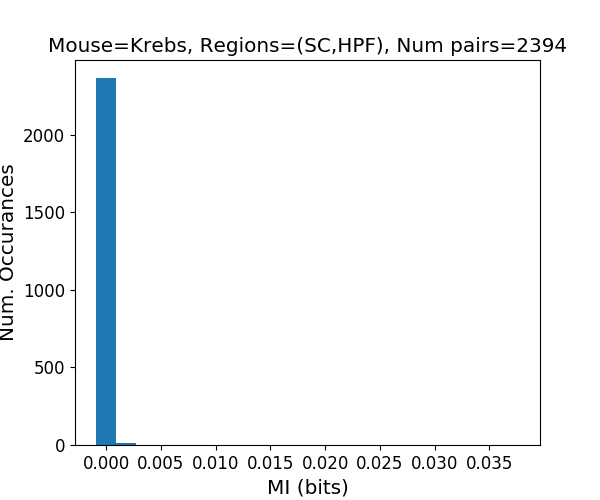 Mouse=Krebs, Regions=(SC,HPF), Num pairs=2394
Num. Occurances
2000
1500
1000
500
0
0.000 0.005 0.010 0.015 0.020 0.025 0.030 0.035
MI (bits)